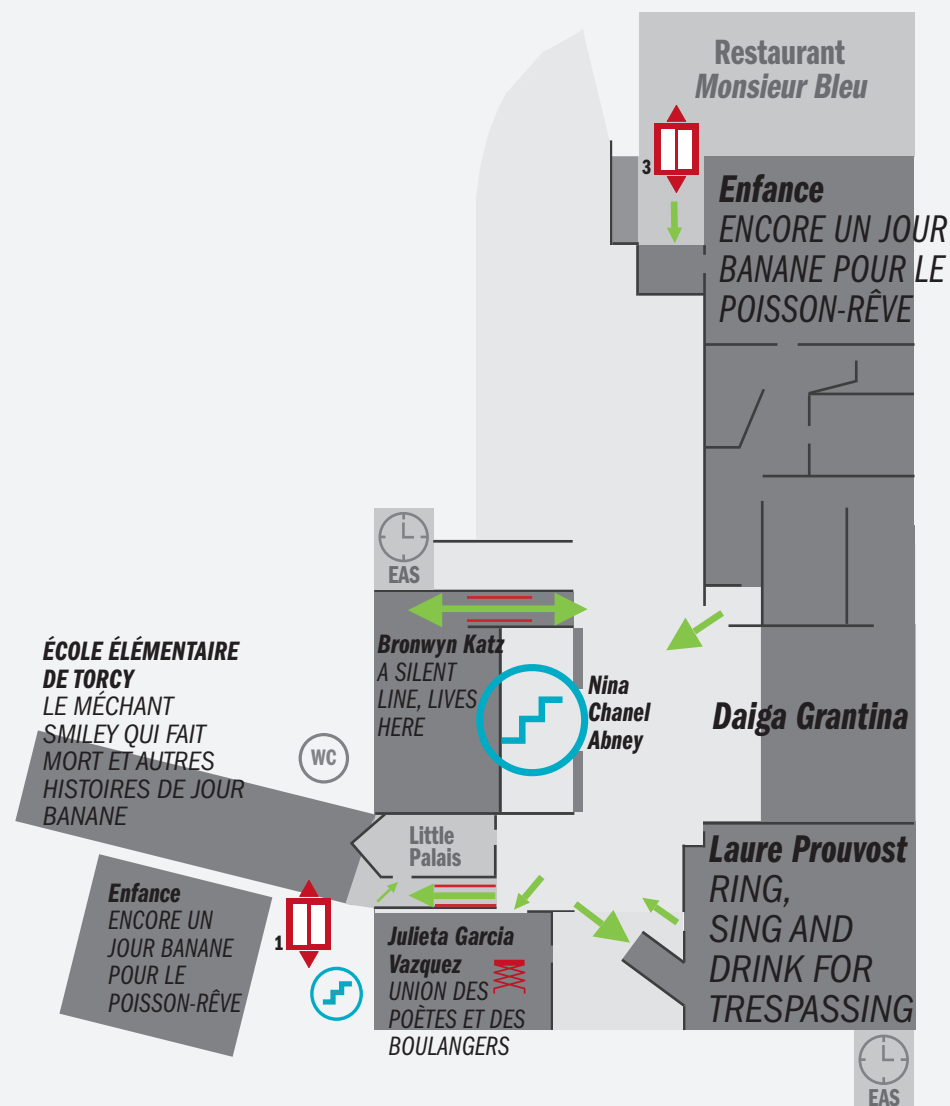 Restaurant
Monsieur Bleu
3
Enfance
ENCORE UN JOUR
BANANE POUR LE
POISSON-RÊVE
EAS
Bronwyn Katz
A SILENT
LINE, LIVES
HERE
Nina
Chanel
Abney
Daiga Grantina
ÉCOLE ÉLÉMENTAIRE
DE TORCY
LE MÉCHANT
SMILEY QUI FAIT
MORT ET AUTRES
HISTOIRES DE JOUR
BANANE
WC
Little
Palais
Laure Prouvost
RING,
SING AND
DRINK FOR
TRESPASSING
Enfance
ENCORE UN
JOUR BANANE
POUR LE
POISSON-RÊVE
1
Julieta Garcia
Vazquez
UNION DES
POÈTES ET DES
BOULANGERS
EAS